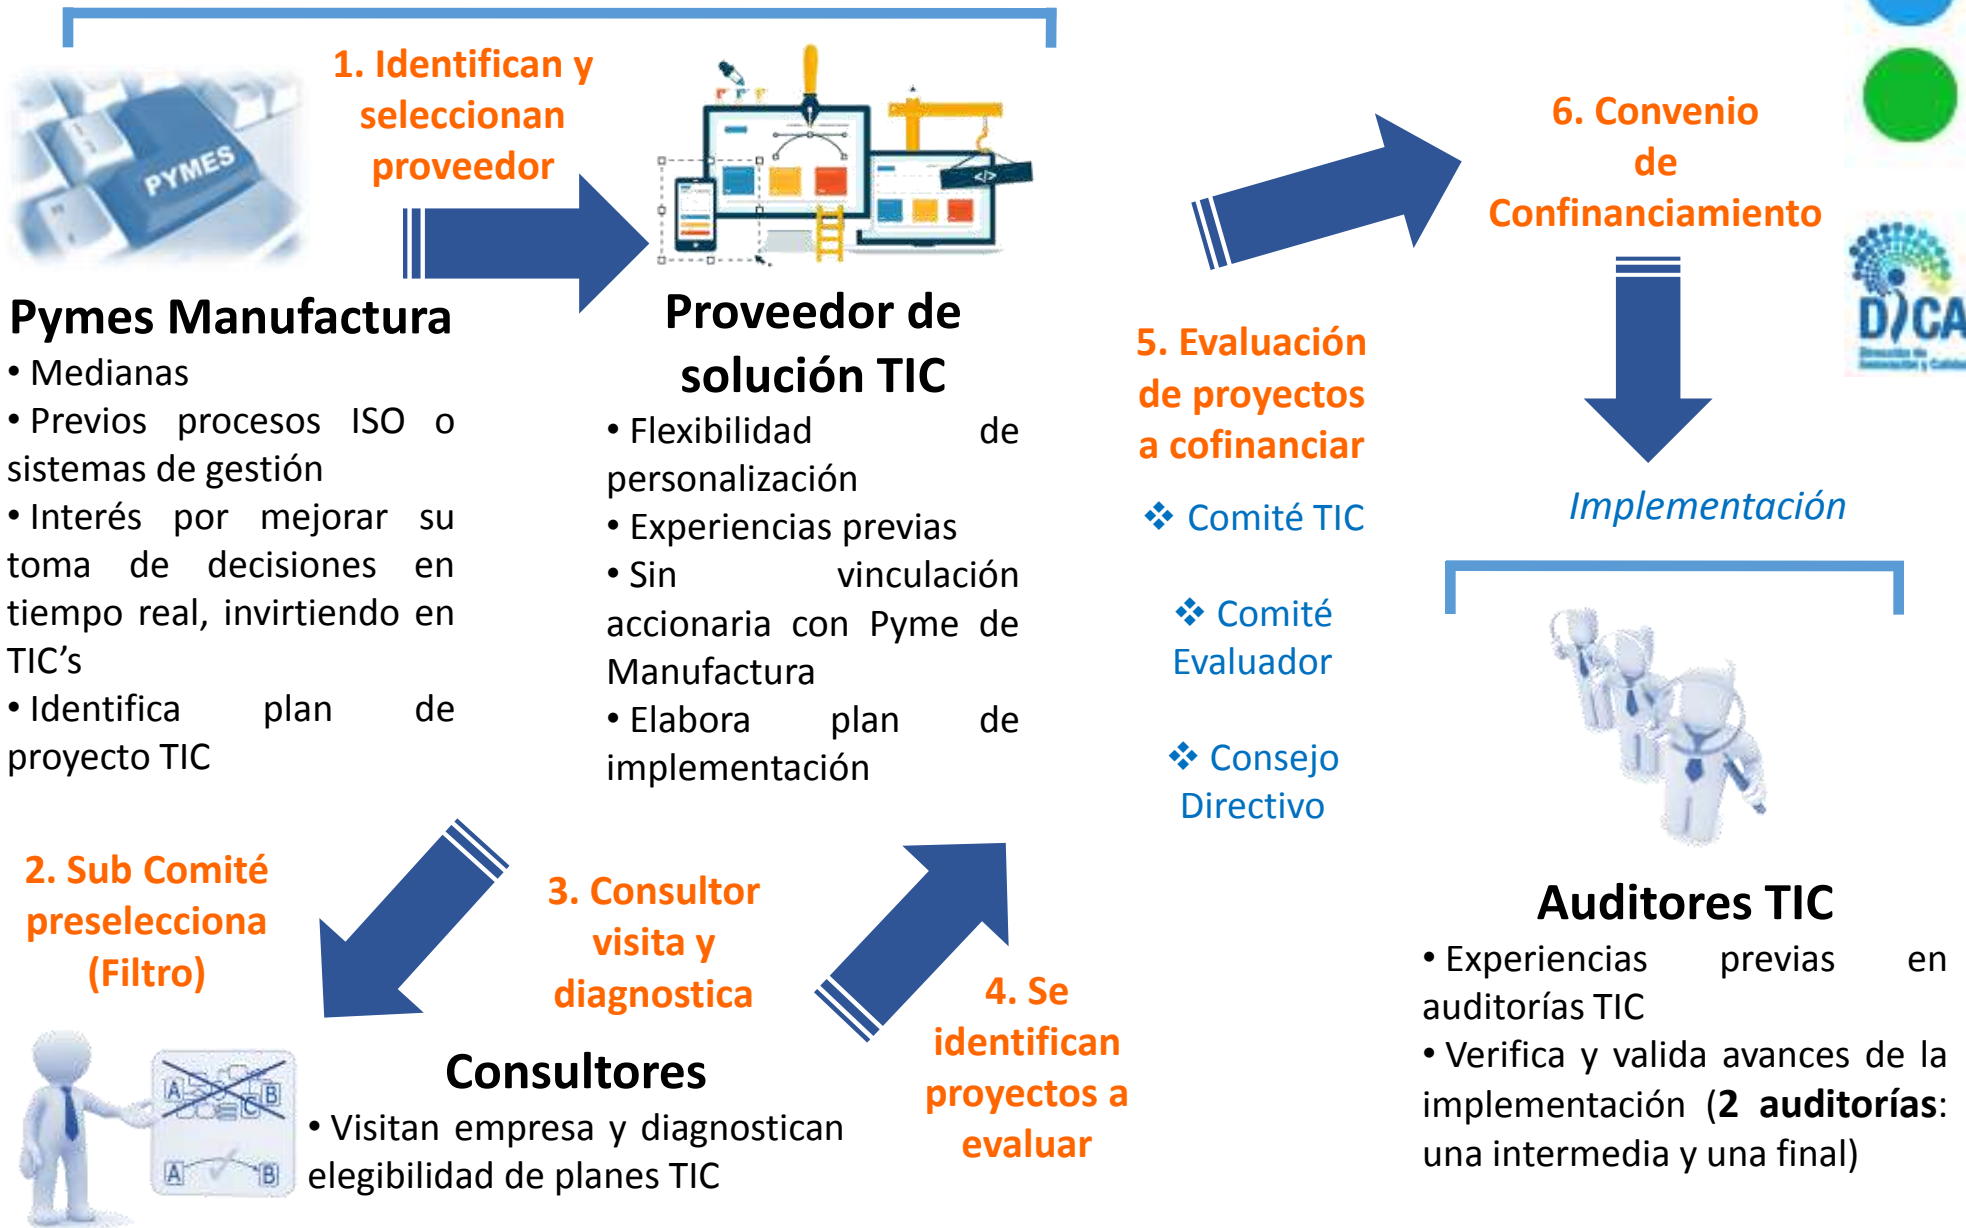 1. Identifican y
seleccionan
proveedor
PYMES
Pymes Manufactura
• Medianas
• Previos procesos ISO o
sistemas de gestión
• Interés por mejorar su
toma de decisiones en
tiempo real, invirtiendo en
TIC’s
• Identifica plan de
proyecto TIC
</>
Proveedor de
solución TIC
• Flexibilidad de
personalización
• Experiencias previas
• Sin vinculación
accionaria con Pyme de
Manufactura
• Elabora plan de
implementación
2. Sub Comité
preselecciona
(Filtro)
3. Consultor
visita y
diagnostica
A B
C
A B
Consultores
• Visitan empresa y diagnostican
elegibilidad de planes TIC
4. Se
identifican
proyectos a
evaluar
5. Evaluación
de proyectos
a cofinanciar
❖ Comité TIC
❖ Comité
Evaluador
❖ Consejo
Directivo
6. Convenio
de
Confinanciamiento
DICA
Dirección de
Innovación y Calidad
Implementación
Auditores TIC
• Experiencias previas en
auditorías TIC
• Verifica y valida avances de la
implementación (2 auditorías:
una intermedia y una final)